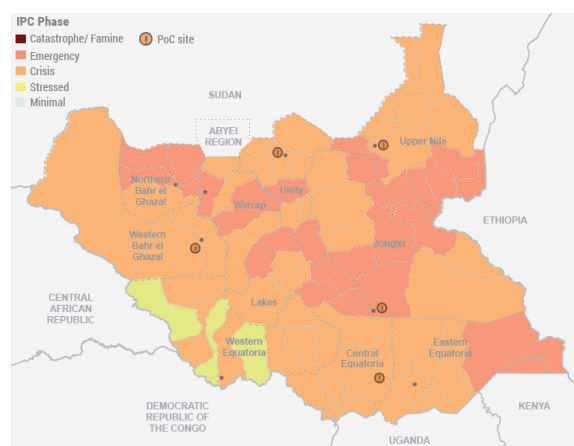 IPC Phase
Catastrophe/ Famine
PoC site
Emergency
Crisis
Stressed
Minimal
SUDAN
ABYEI
REGION
Upper Nile
Northern
Bahr el
Ghazal
Unity
Warrap
ETHIOPIA
Western
Bahr el
Ghazal
Jonglei
CENTRAL
AFRICAN
REPUBLIC
Lakes
Western
Equatoria
Central
Equatoria
Eastern
Equatoria
DEMOCRATIC
REPUBLIC OF
THE CONGO
KENYA
UGANDA